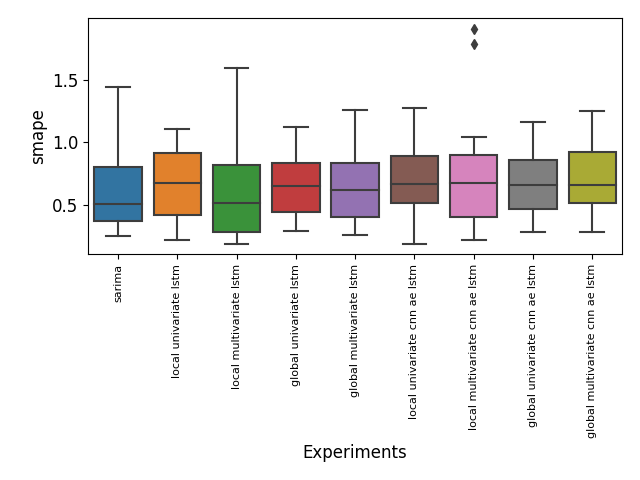 smape
1.5
1.0
0.5
sarima
local univariate lstm
local multivariate lstm
global univariate lstm
global multivariate lstm
local univariate cnn ae lstm
local multivariate cnn ae lstm
global univariate cnn ae lstm
global multivariate cnn ae lstm
Experiments